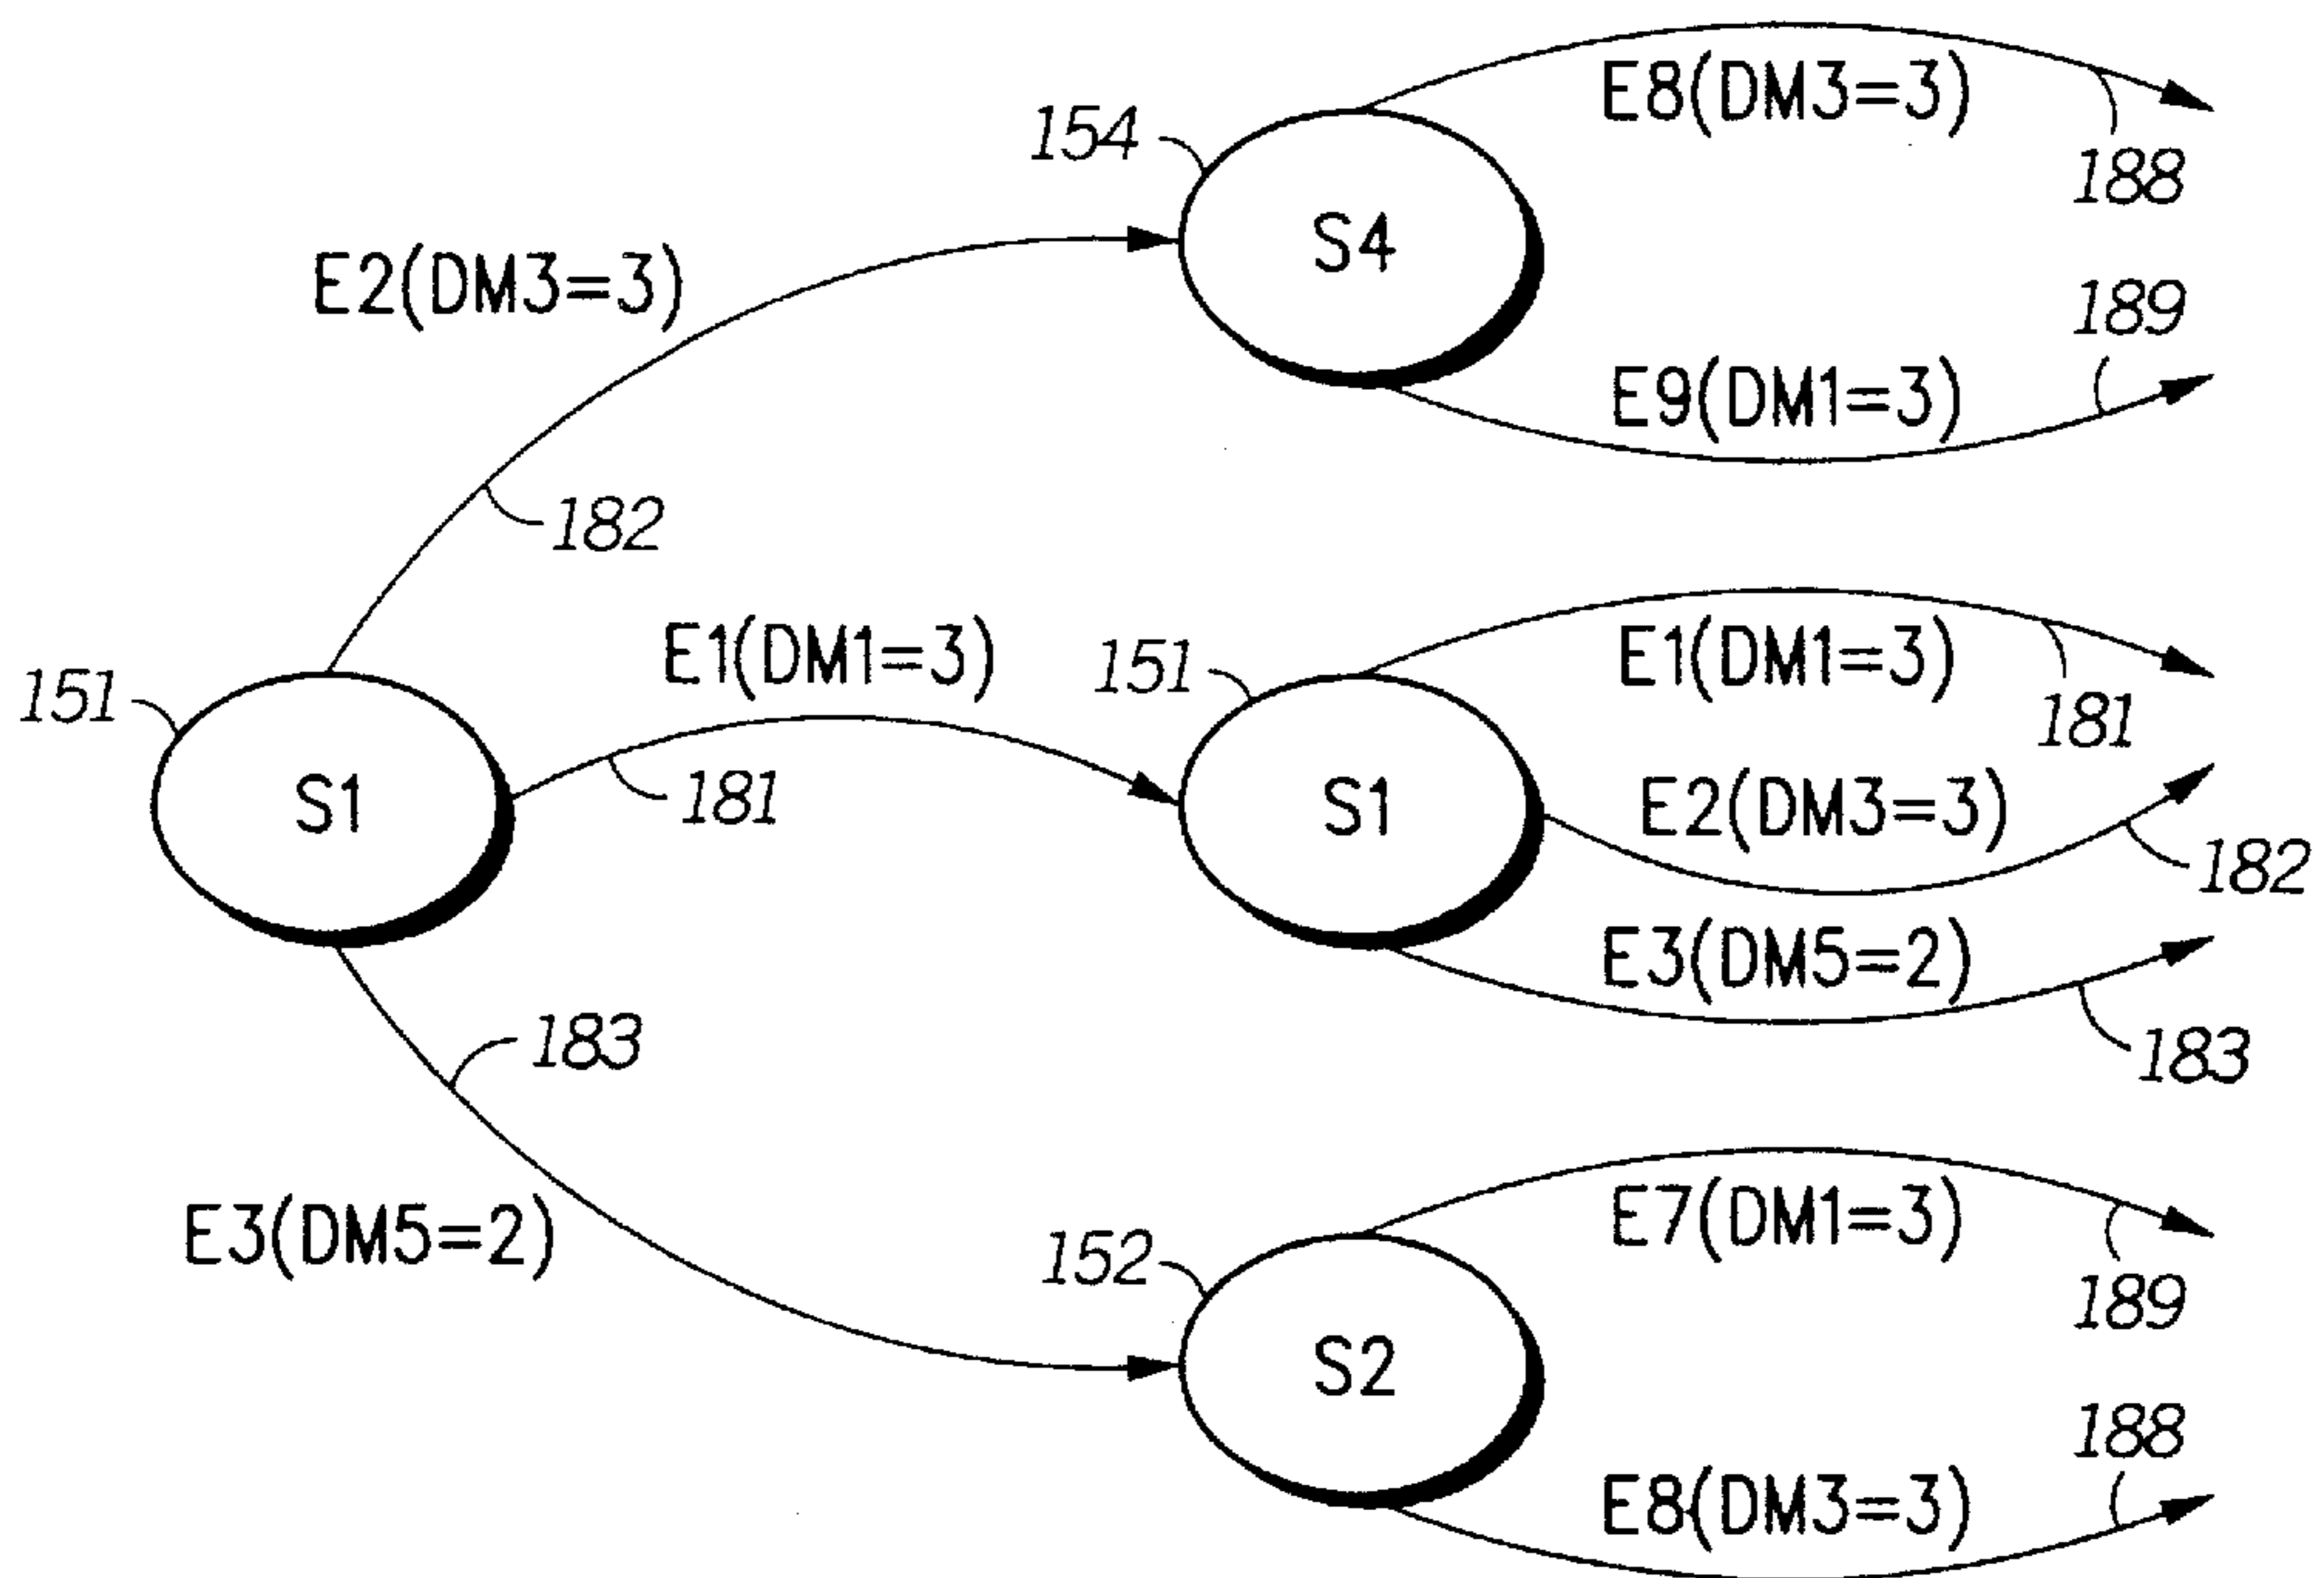 E8(DM3=3)
154
188
S4
E2(DM3=3)
189
E9(DM1=3)
182
E1(DM1=3)
E1(DM1=3)
151
151
181
181
S1
S1
E2(DM3=3)
182
E3(DM5=2)
183
183
E7(DM1=3)
E3(DM5=2)
152
189
S2
188
E8(DM3=3)